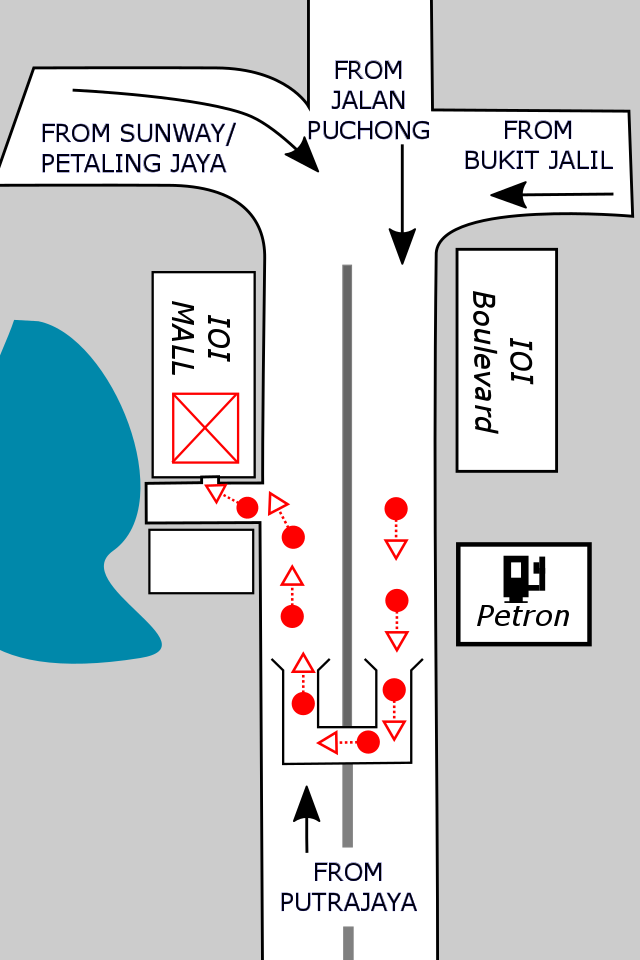 FROM
JALAN
PUCHONG
FROM SUNWAY/
PETALING JAYA
FROM
BUKIT JALIL
IOI
MALL
IOI
Boulevard
Petron
FROM
PUTRAJAYA